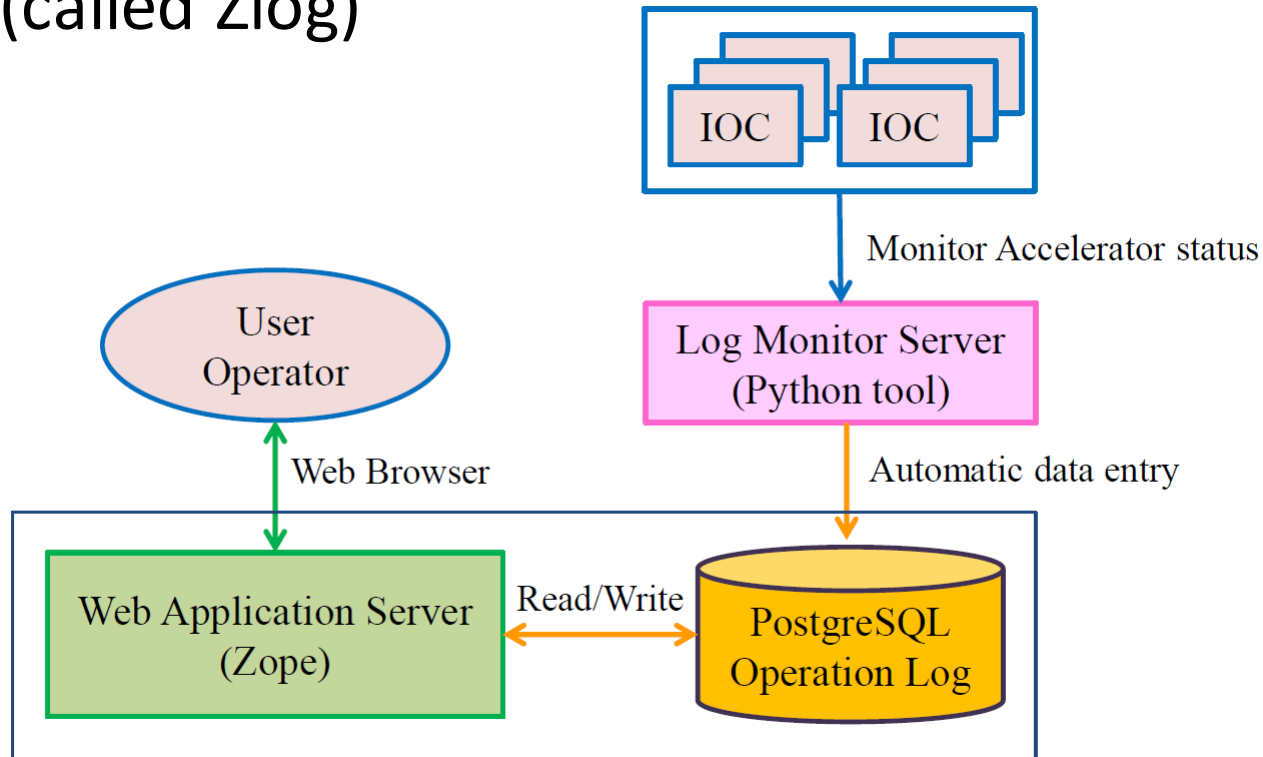 (called Zlog)
IOC
IOC
Monitor Accelerator status
User
Operator
Log Monitor Server
(Python tool)
Web Browser
Automatic data entry
Web Application Server
(Zope)
Read/Write
PostgreSQL
Operation Log